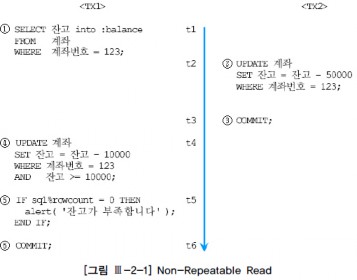 <TX1>
<TX2>
① SELECT 잔고 into :balance
FROM 계좌
WHERE 계좌번호 = 123;
t1
t2
② UPDATE 계좌
SET 잔고 = 잔고 - 50000
WHERE 계좌번호 = 123;
t3
③ COMMIT;
④ UPDATE 계좌
SET 잔고 = 잔고 - 10000
WHERE 계좌번호 = 123
AND 잔고 >= 10000;
t4
⑤ IF sql%rowcount = 0 THEN
alert( '잔고가 부족합니다' );
END IF;
t5
⑥ COMMIT;
t6
[그림 Ⅲ-2-1] Non-Repeatable Read